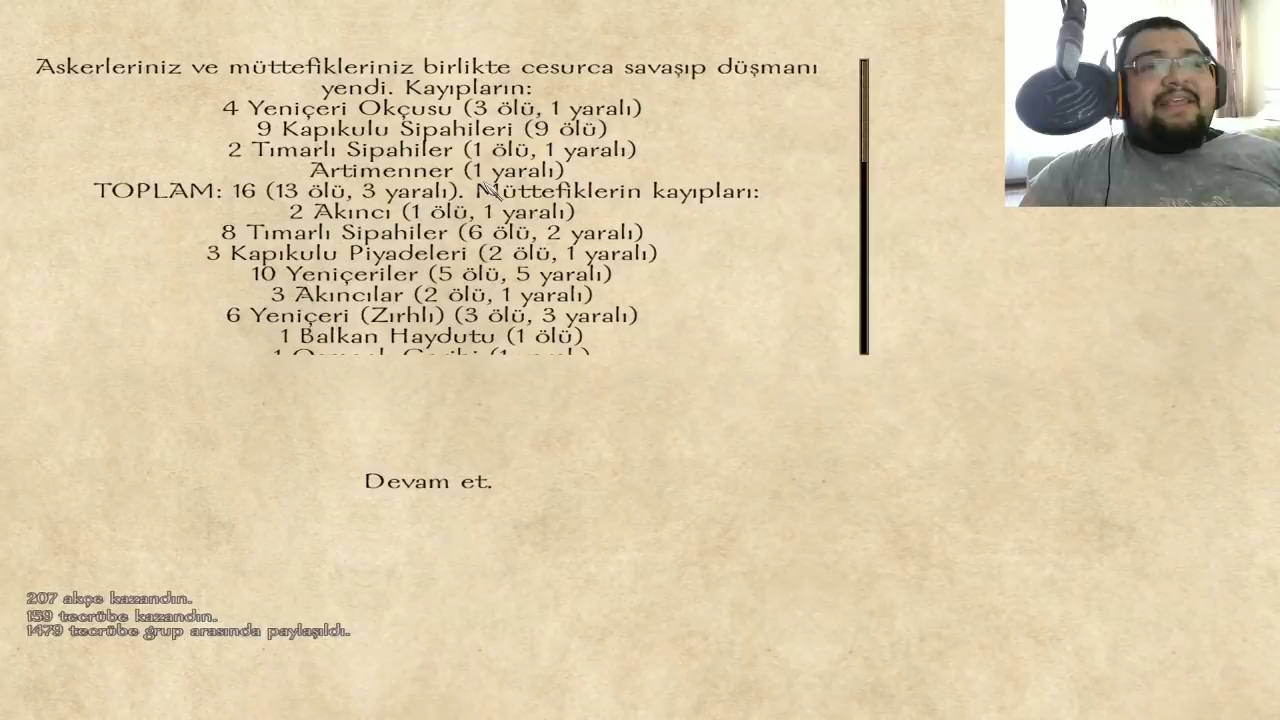 Askerleriniz ve müttefikleriniz birlikte cesurca savaşıp düşmanı
yendi. Kayıpların:
4 Yeniçeri Okçusu (3 ölü, 1 yaralı)
9 Kapıkulu Sipahileri (9 ölü)
2 Tımarlı Sipahiler (1 ölü, 1 yaralı)
Artimenner (1 yaralı)
TOPLAM: 16 (13 ölü, 3 yaralı). Müttefiklerin kayıpları:
2 Akıncı (1 ölü, 1 yaralı)
8 Tımarlı Sipahiler (6 ölü, 2 yaralı)
3 Kapıkulu Piyadeleri (2 ölü, 1 yaralı)
10 Yeniçeriler (5 ölü, 5 yaralı)
3 Akıncılar (2 ölü, 1 yaralı)
6 Yeniçeri (Zırhlı) (3 ölü, 3 yaralı)
1 Balkan Haydutu (1 ölü)
Devam et.
207 akçe kazandın.
159 tecrübe kazandın.
1479 tecrübe grup arasında paylaşıldı.